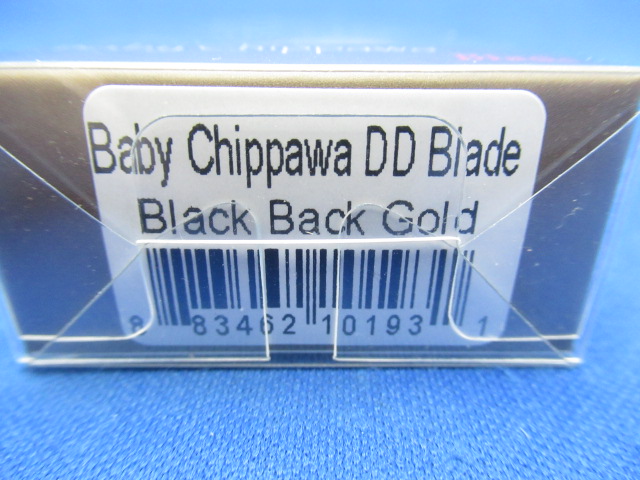 Baby Chippawa DD Blade
Black Back Gold
8 83462 10193 1